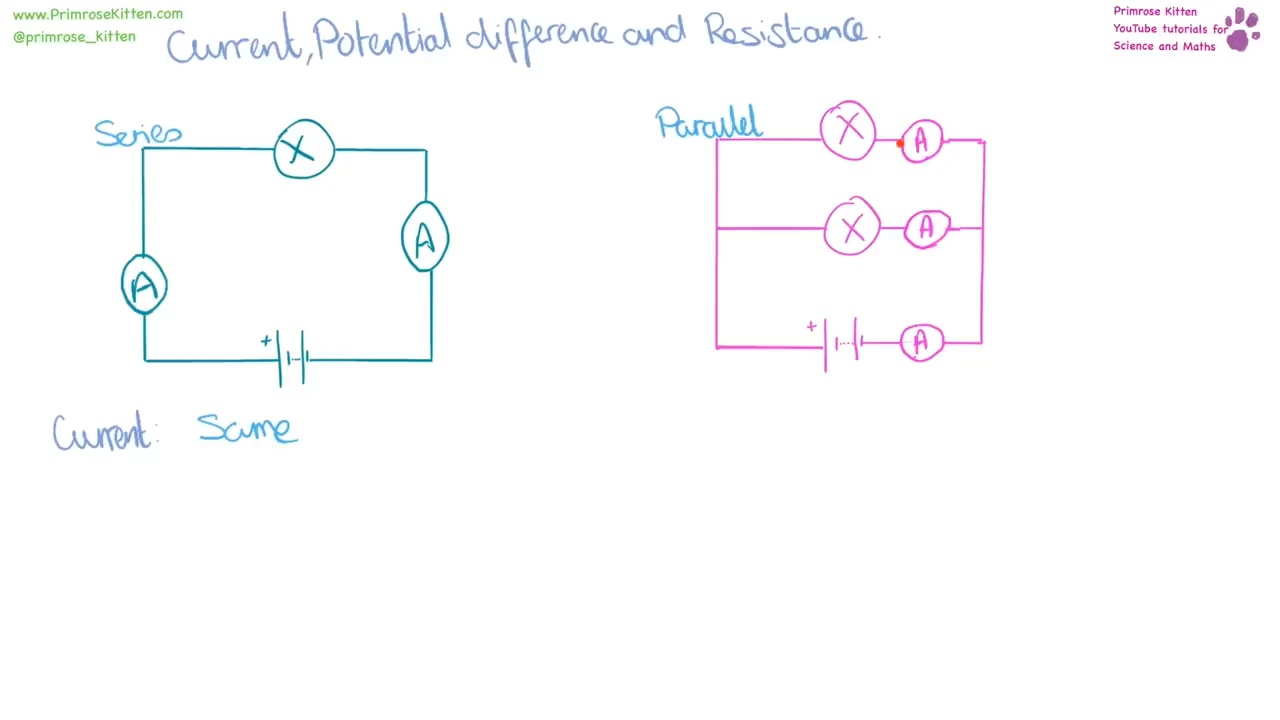 www.PrimroseKitten.com
@primrose_kitten
Current, Potential difference and Resistance.
Primrose Kitten
YouTube tutorials for
Science and Maths
Series
X
A
A
+
Parallel
X
A
X
A
+
A
Current: Same